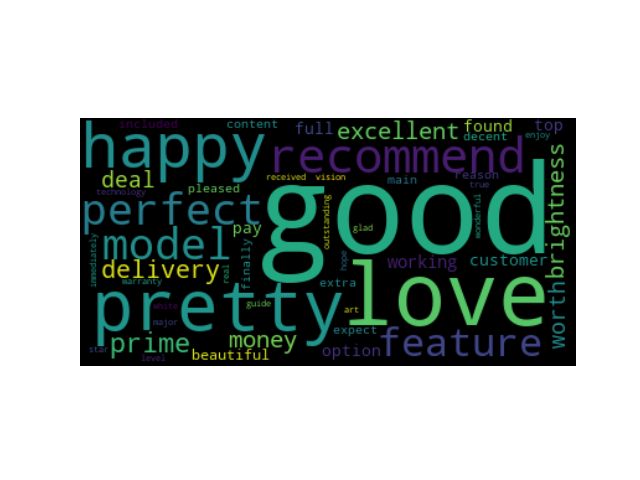 included
content
full
excellent
found
top
decent
enjoy
happy
recommend
reason
true
deal
pleased
received
vision
main
technology
brightness
perfect
good
outstanding
wonderful
pay
glad
model
finally
immediately
hope
working
customer
delivery
real
warranty
extra
love
worth
pretty
white
guide
art
major
expect
feature
prime
money
star
level
beautiful
option